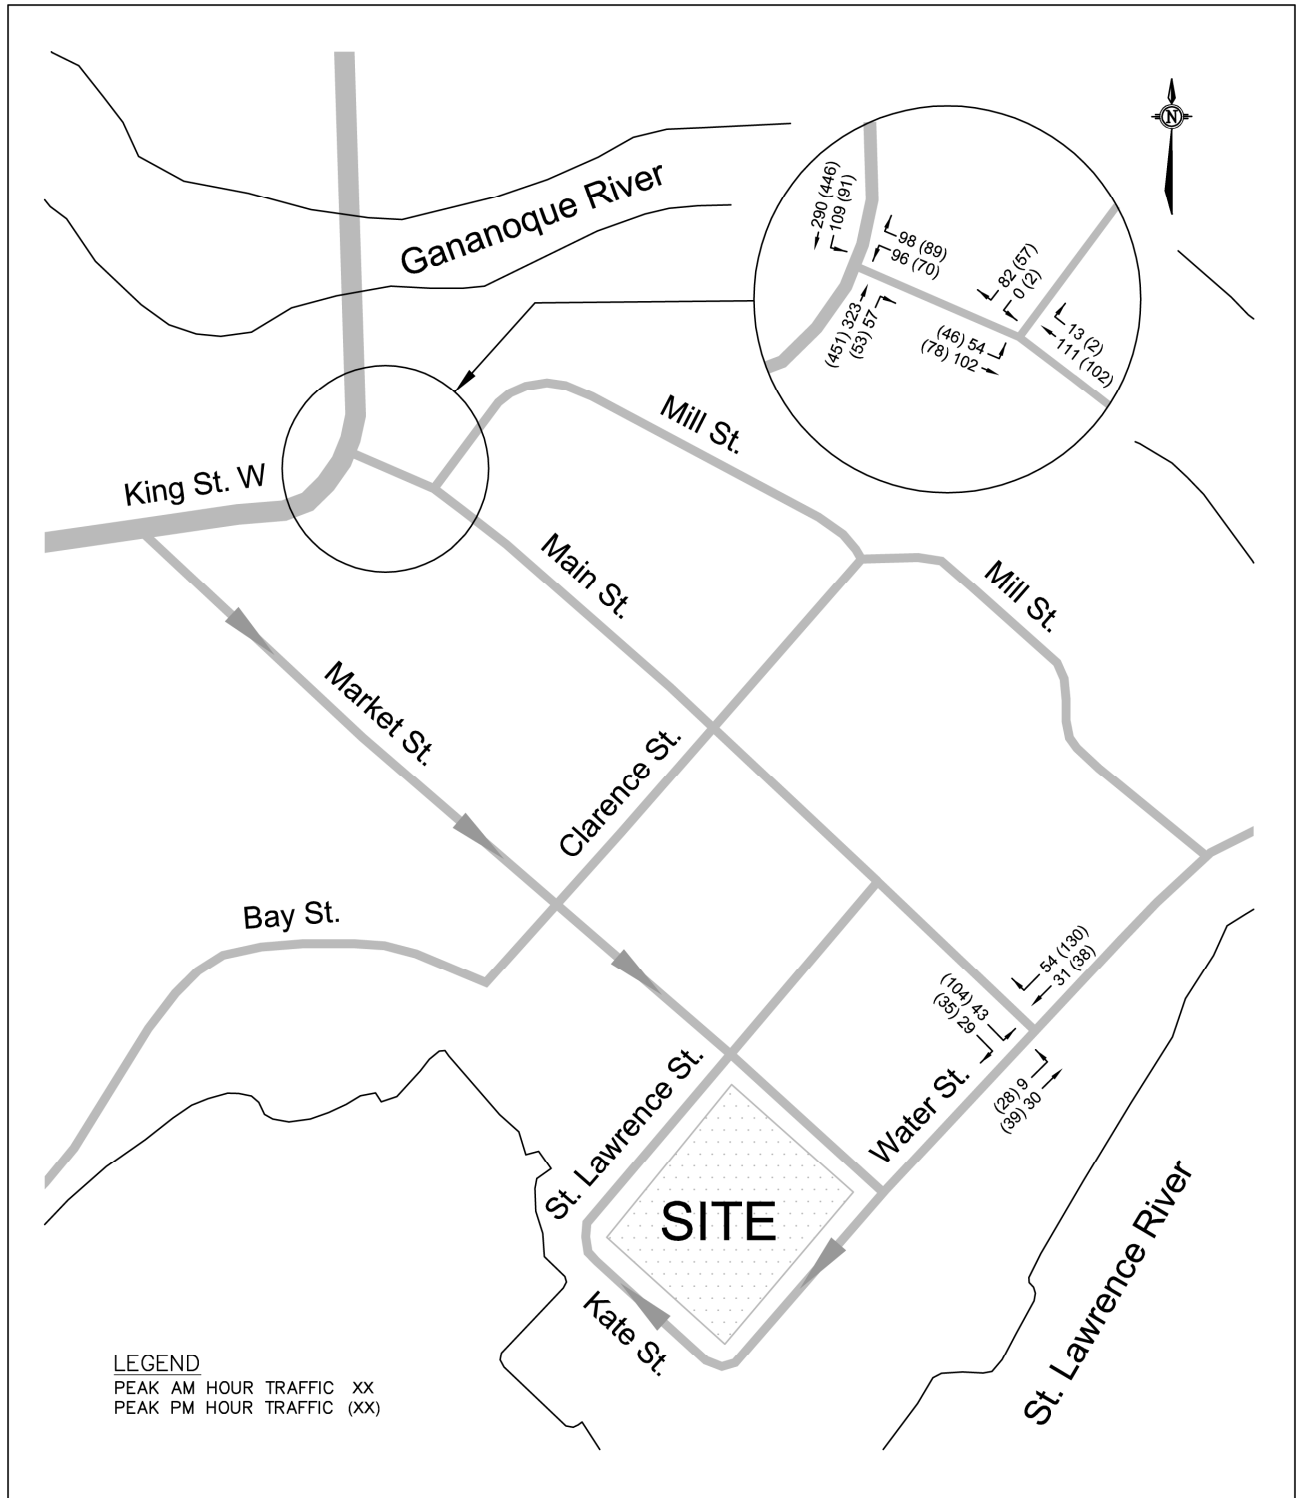 N
Gananoque River
290 (446)
109 (91)
98 (89)
96 (70)
82 (57)
0 (2)
(451) 323
(53) 57
(46) 54
(78) 102
13 (2)
111 (102)
King St. W
Mill St.
Main St.
Mill St.
Market St.
Clarence St.
Bay St.
54 (130)
31 (38)
(104) 43
(35) 29
(28) 9
(39) 30
St. Lawrence St.
Water St.
SITE
Kate St.
St. Lawrence River
LEGEND
PEAK AM HOUR TRAFFIC XX
PEAK PM HOUR TRAFFIC (XX)